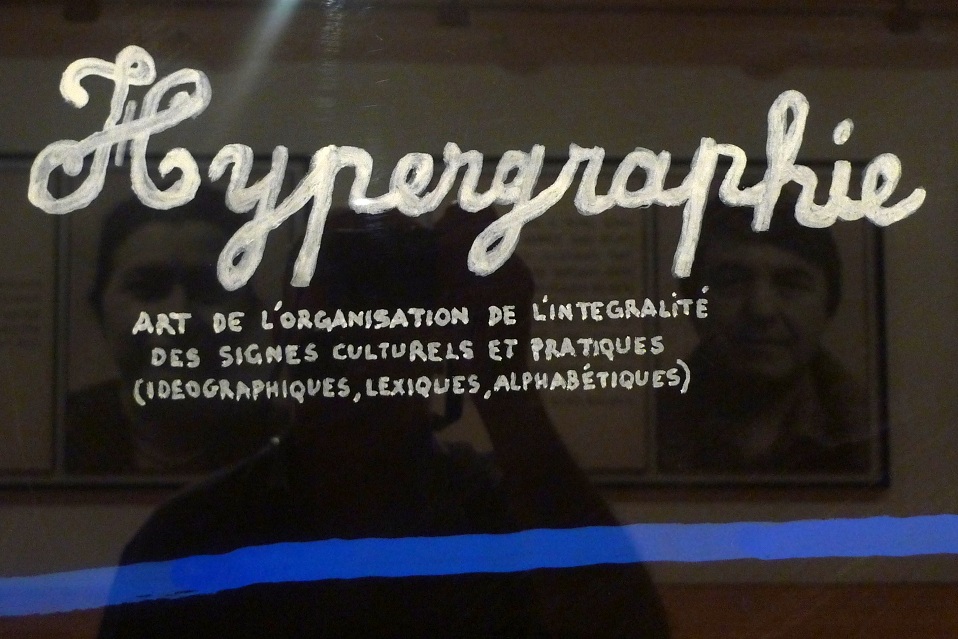 Hypergraphie
ART DE L'ORGANISATION DE L'INTEGRALITÉ
DES SIGNES CULTURELS ET PRATIQUES
(IDEOGRAPHIQUES, LEXIQUES, ALPHABÉTIQUES)